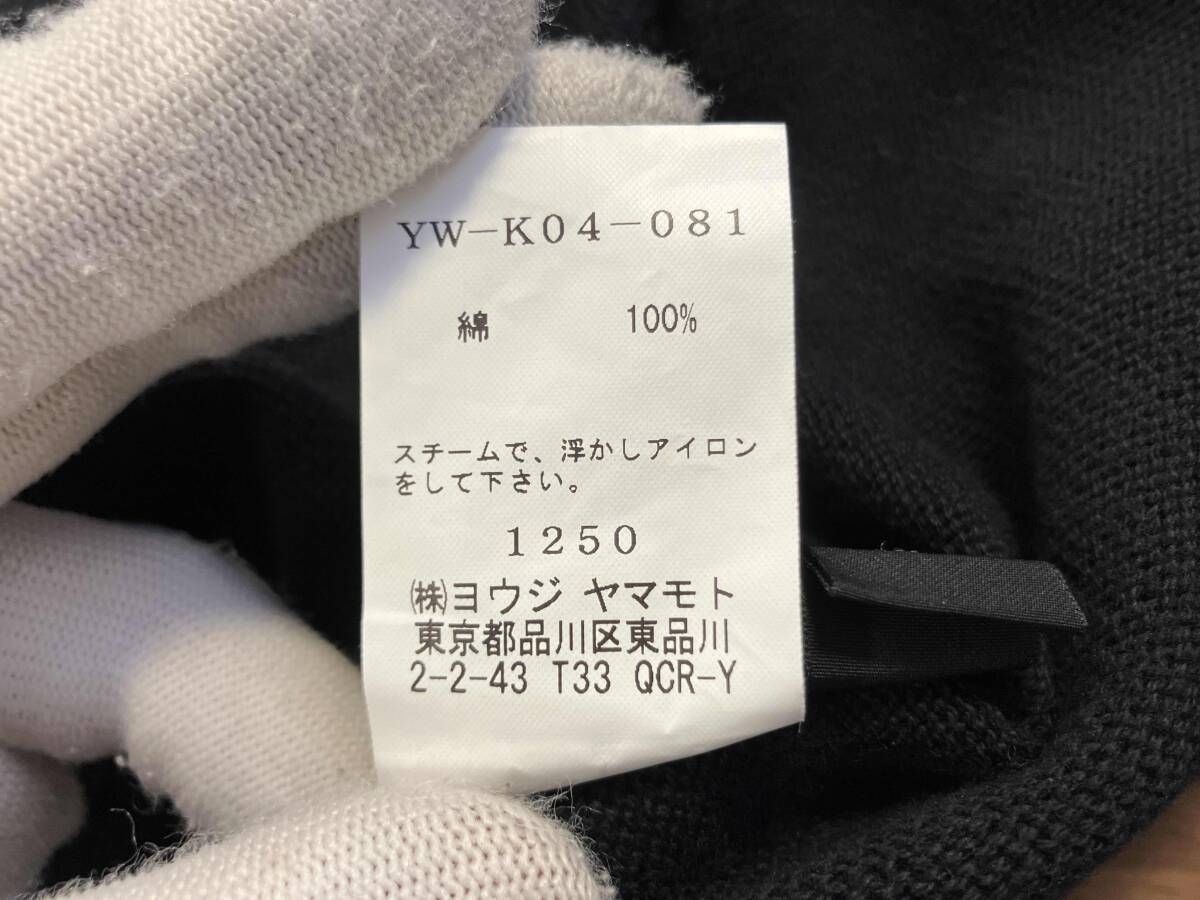 YW-K04-081
綿 100%
スチームで、浮かしアイロン
をして下さい。
1250
㈱ヨウジ ヤマモト
東京都品川区東品川
2-2-43 T33 QCR-Y